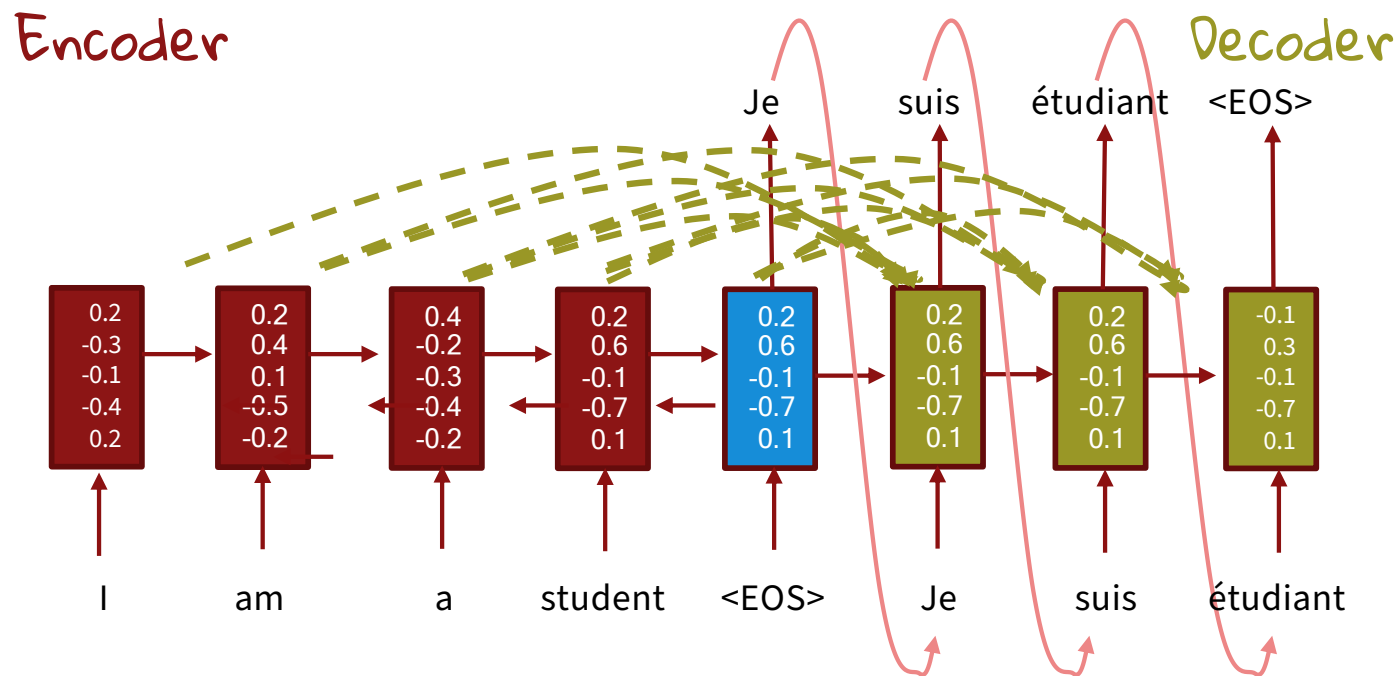 Encoder
Decoder
Je suis étudiant <EOS>
0.2 0.2 0.4 0.2 0.2 0.2 0.2 -0.1
-0.3 0.4 -0.2 0.6 0.6 0.6 0.6 0.3
-0.1 0.1 -0.3 -0.1 -0.1 -0.1 -0.1 -0.1
-0.4 -0.5 -0.4 -0.7 -0.7 -0.7 -0.7 -0.7
0.2 -0.2 -0.2 0.1 0.1 0.1 0.1 0.1
I am a student <EOS> Je suis étudiant